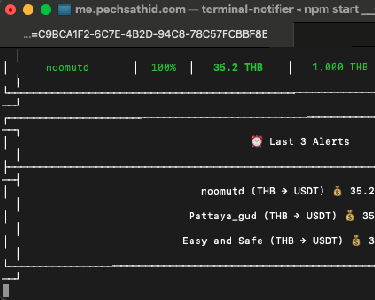 me.pechsathid.com — terminal-notifier - npm start
...=C9BCA1F2-6C7E-4B2D-94C8-78C57FCBBF8E
noomutd | 100% | 35.2 THB | 1,000 THB
⏰ Last 3 Alerts
noomutd (THB → USDT) 💰 35.2
Pattaya_gud (THB → USDT) 💰 35
Easy and Safe (THB → USDT) 💰 3